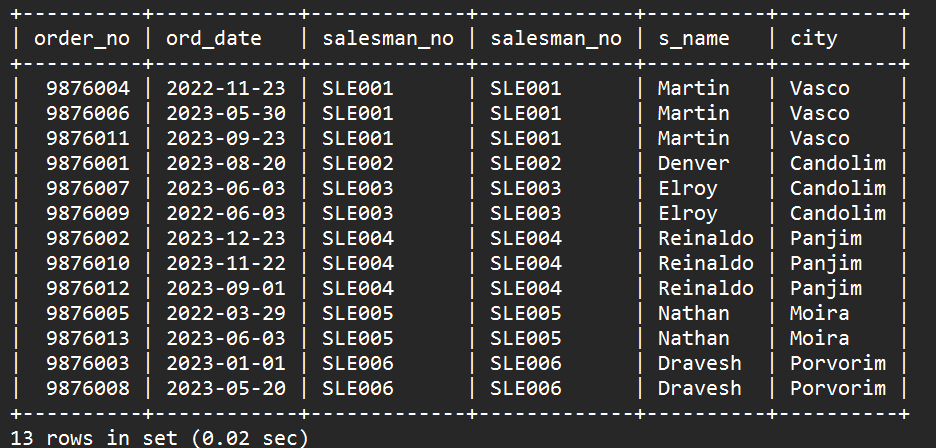 +----------+------------+-------------+-------------+----------+----------+
| order_no | ord_date   | salesman_no | salesman_no | s_name   | city     |
+----------+------------+-------------+-------------+----------+----------+
|  9876004 | 2022-11-23 | SLE001      | SLE001      | Martin   | Vasco    |
|  9876006 | 2023-05-30 | SLE001      | SLE001      | Martin   | Vasco    |
|  9876011 | 2023-09-23 | SLE001      | SLE001      | Martin   | Vasco    |
|  9876001 | 2023-08-20 | SLE002      | SLE002      | Denver   | Candolim |
|  9876007 | 2023-06-03 | SLE003      | SLE003      | Elroy    | Candolim |
|  9876009 | 2022-06-03 | SLE003      | SLE003      | Elroy    | Candolim |
|  9876002 | 2023-12-23 | SLE004      | SLE004      | Reinaldo | Panjim   |
|  9876010 | 2023-11-22 | SLE004      | SLE004      | Reinaldo | Panjim   |
|  9876012 | 2023-09-01 | SLE004      | SLE004      | Reinaldo | Panjim   |
|  9876005 | 2022-03-29 | SLE005      | SLE005      | Nathan   | Moira    |
|  9876013 | 2023-06-03 | SLE005      | SLE005      | Nathan   | Moira    |
|  9876003 | 2023-01-01 | SLE006      | SLE006      | Dravesh  | Porvorim |
|  9876008 | 2023-05-20 | SLE006      | SLE006      | Dravesh  | Porvorim |
+----------+------------+-------------+-------------+----------+----------+
13 rows in set (0.02 sec)